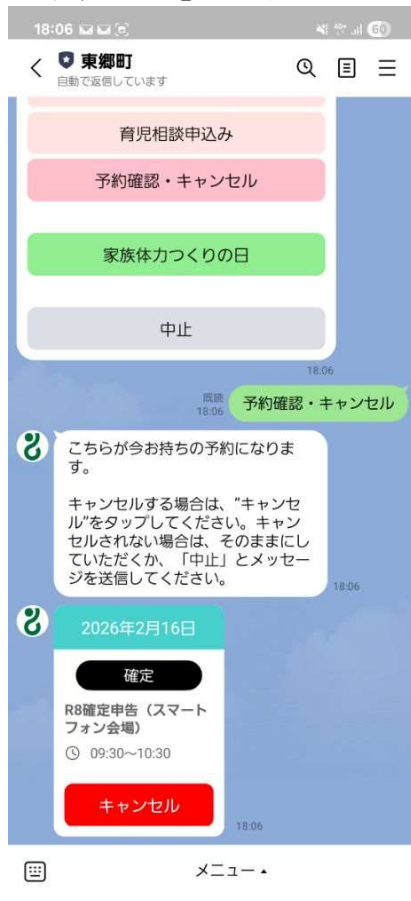 18:06
60
東郷町
自動で返信しています
育児相談申込み
予約確認・キャンセル
家族体力つくりの日
中止
18:06
既読
18:06
予約確認・キャンセル
こちらが今お持ちの予約になりま
す。
キャンセルする場合は、"キャンセ
ル"をタップしてください。キャン
セルされない場合は、そのままにし
ていただくか、「中止」とメッセー
ジを送信してください。
18:06
2026年2月16日
確定
R8確定申告（スマート
フォン会場）
09:30～10:30
キャンセル
18:06
メニュー